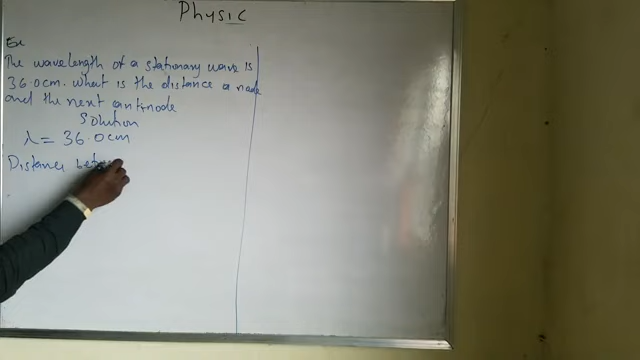 Physic
Ex
The wavelength of a stationary wave is
36.0cm. what is the distance a node
and the next antinode
Solution
λ = 36.0cm
Distance bet